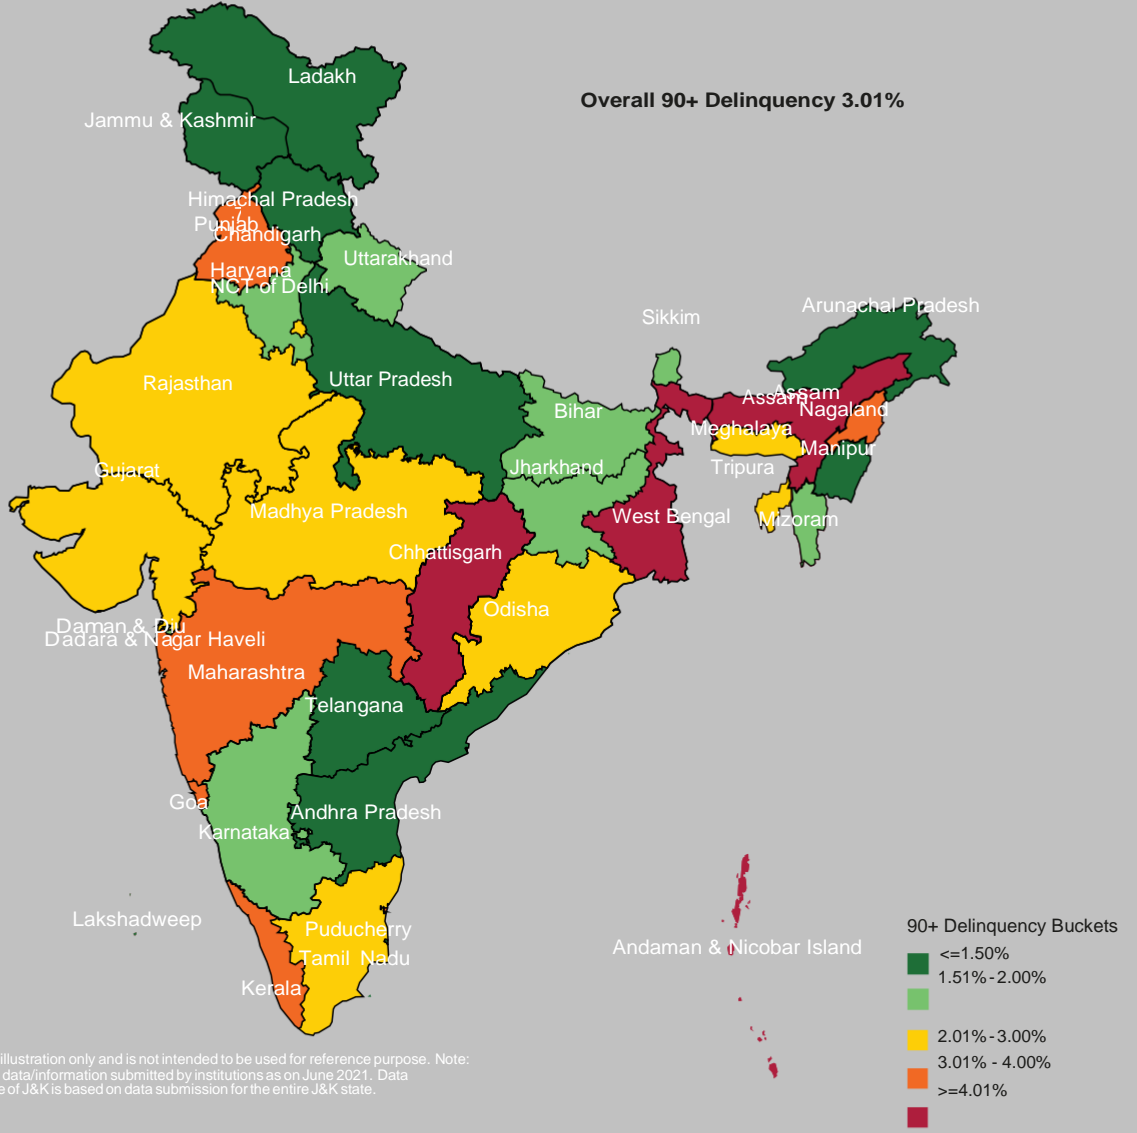 Ladakh
Overall 90+ Delinquency 3.01%
Jammu & Kashmir
Himachal Pradesh
7
Punjab
Chandigarh
Uttarakhand
Haryana
NCT of Delhi
Arunachal Pradesh
Sikkim
Rajasthan
Uttar Pradesh
Assam
Assam
Bihar
Nagaland
Meghalaya
Manipur
Gujarat
Jharkhand
Tripura
Madhya Pradesh
West Bengal
Mizoram
Chhattisgarh
Odisha
Daman & Diu
Dadara & Nagar Haveli
Maharashtra
Telangana
Goa
Andhra Pradesh
Karnataka
Lakshadweep
Puducherry
90+ Delinquency Buckets
Andaman & Nicobar Island
<=1.50%
Tamil Nadu
1.51%-2.00%
Kerala
2.01%-3.00%
3.01% - 4.00%
>=4.01%
illustration only and is not intended to be used for reference purpose. Note:
data/information submitted by institutions as on June 2021. Data
e of J&K is based on data submission for the entire J&K state.